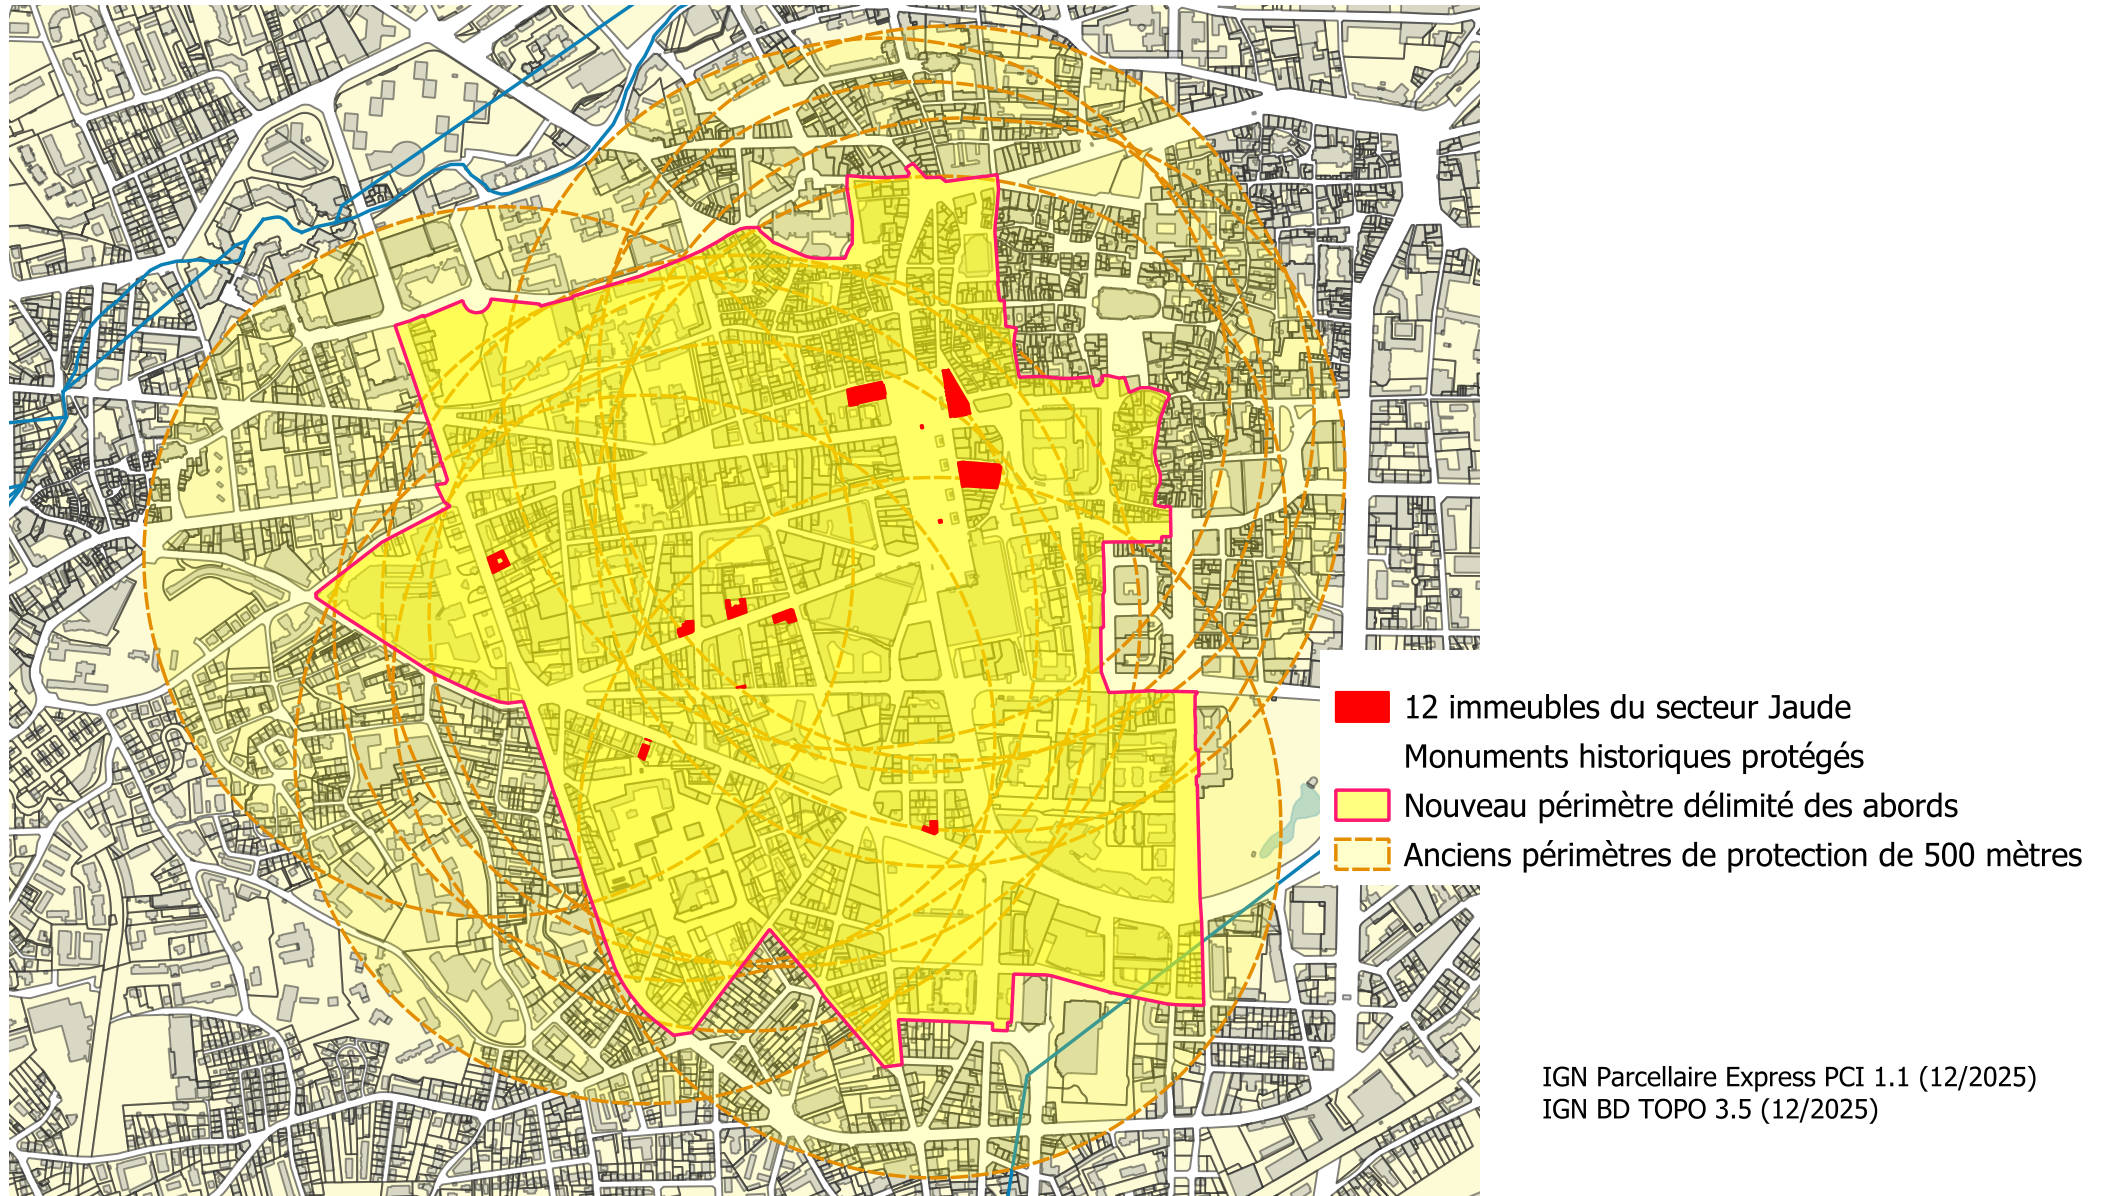 12 immeubles du secteur Jaude
Monuments historiques protégés
Nouveau périmètre délimité des abords
Anciens périmètres de protection de 500 mètres
IGN Parcellaire Express PCI 1.1 (12/2025)
IGN BD TOPO 3.5 (12/2025)